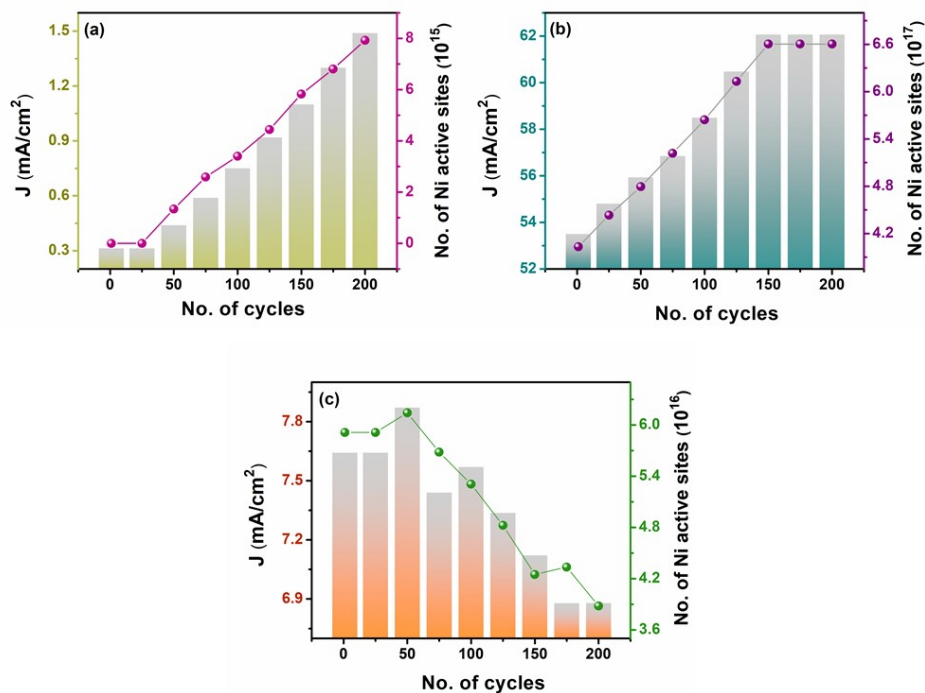 (a)
1.5
1.2
0.9
0.6
0.3
J (mA/cm²)
8
6
4
2
0
No. of Ni active sites (10¹⁵)
0 50 100 150 200
No. of cycles
(b)
62
60
58
56
54
52
J (mA/cm²)
6.6
6.0
5.4
4.8
4.2
No. of Ni active sites (10¹⁷)
0 50 100 150 200
No. of cycles
(c)
7.8
7.5
7.2
6.9
J (mA/cm²)
6.0
5.4
4.8
4.2
3.6
No. of Ni active sites (10¹⁶)
0 50 100 150 200
No. of cycles